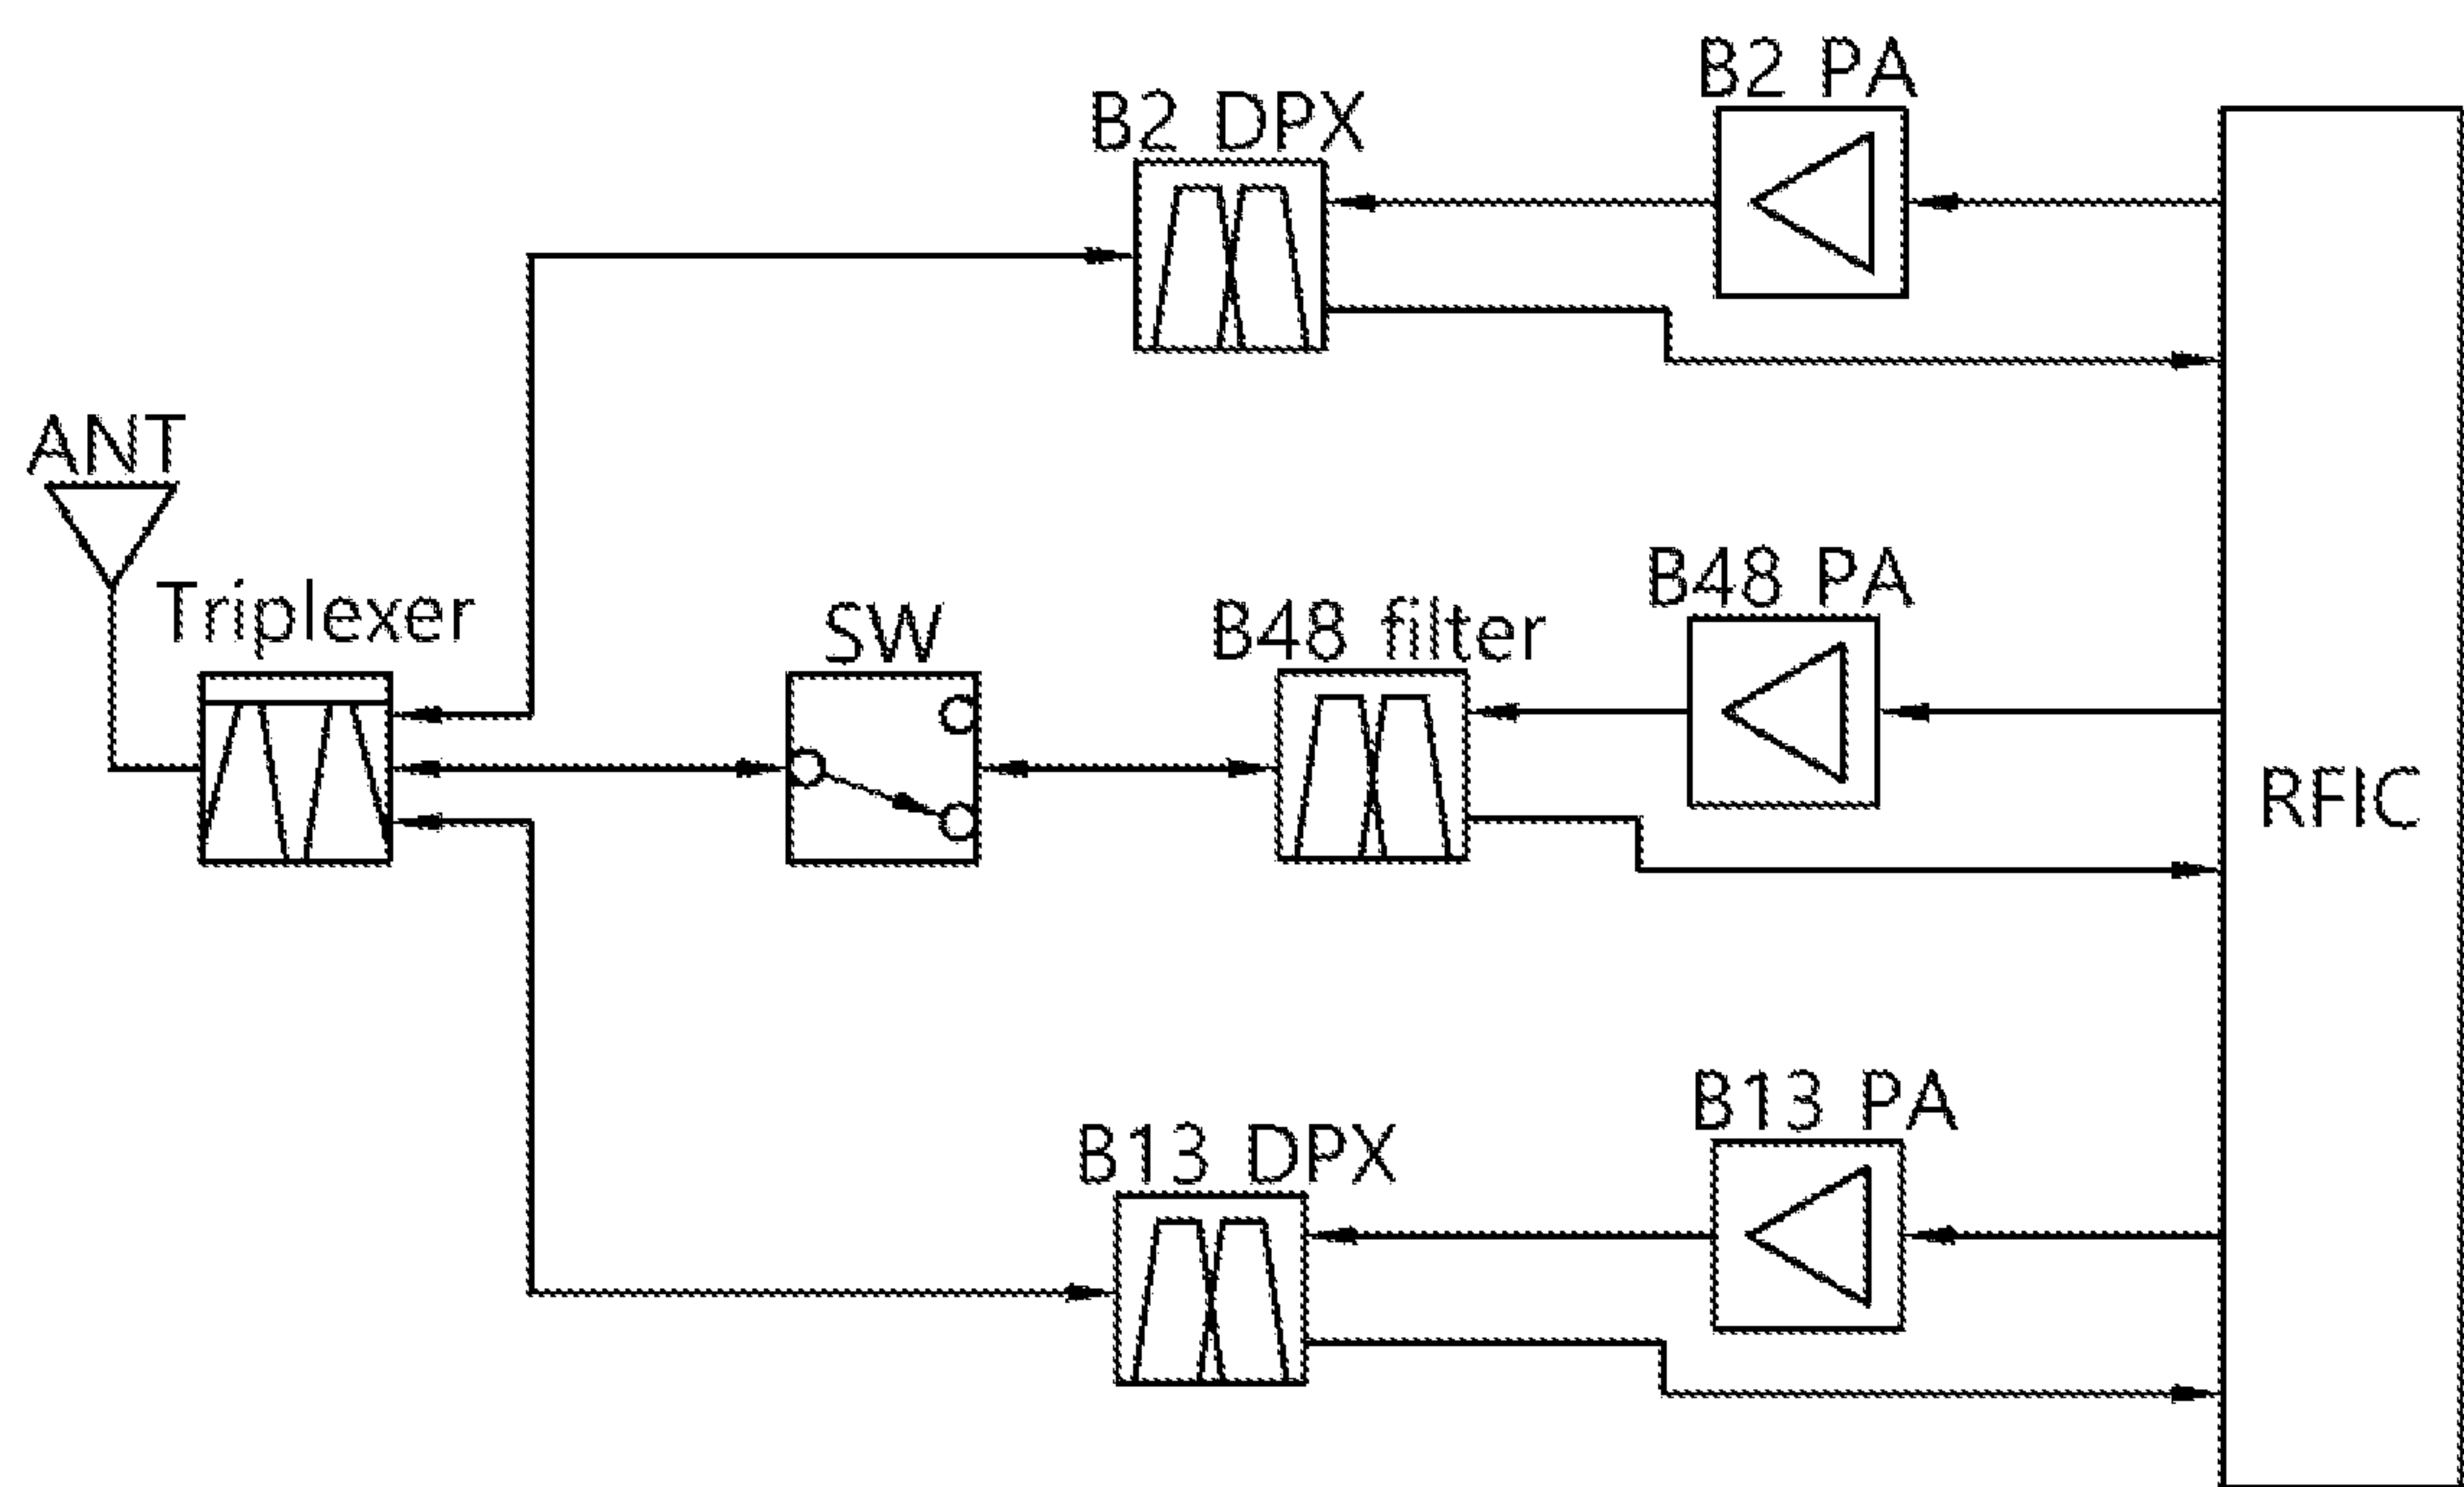 B2 PA
B2 DPX
ANT
Triplexer
SW
B48 filter
B48 PA
RFIC
B13 PA
B13 DPX